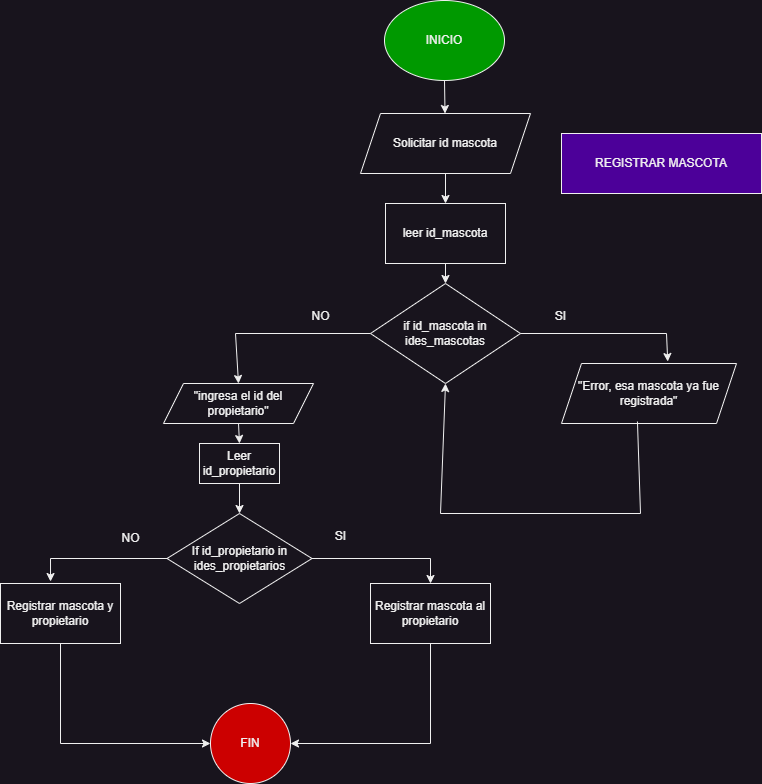 INICIO
Solicitar id mascota
REGISTRAR MASCOTA
leer id_mascota
NO
SI
if id_mascota in
ides_mascotas
"Error, esa mascota ya fue
registrada"
"ingresa el id del
propietario"
Leer
id_propietario
NO
SI
If id_propietario in
ides_propietarios
Registrar mascota y
propietario
Registrar mascota al
propietario
FIN